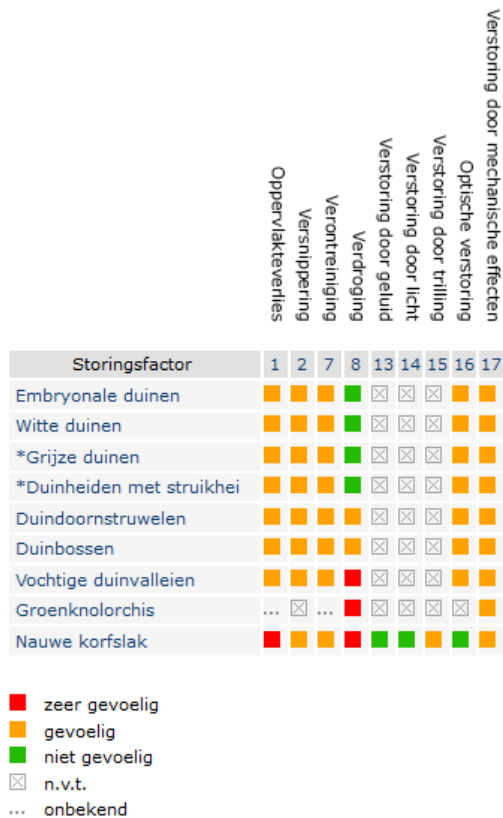 Oppervlakteverlies
Versnippering
Verontreiniging
Verdroging
Verstoring door geluid
Verstoring door licht
Verstoring door trilling
Optische verstoring
Verstoring door mechanische effecten
Storingsfactor 1 2 7 8 13 14 15 16 17
Embryonale duinen
Witte duinen
*Grijze duinen
*Duinheiden met struikhei
Duindoornstruwelen
Duinbossen
Vochtige duinvalleien
Groenknolorchis ... ...
Nauwe korfslak
zeer gevoelig
gevoelig
niet gevoelig
n.v.t.
... onbekend